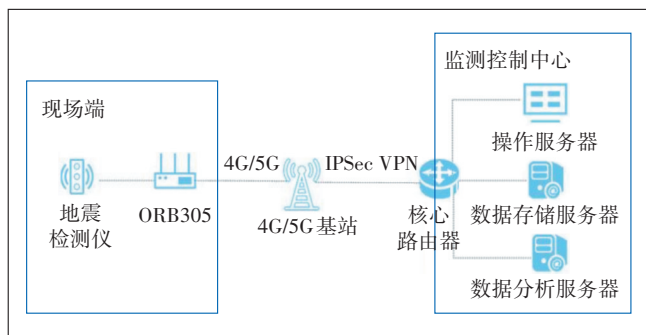 监测控制中心
现场端
操作服务器
4G/5G
IPSec VPN
地震
检测仪
ORB305
4G/5G基站
核心
路由器
数据存储服务器
数据分析服务器